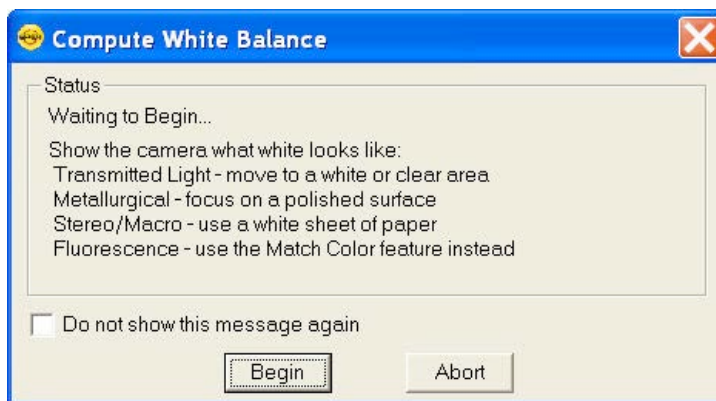 Compute White Balance
Status
Waiting to Begin...
Show the camera what white looks like:
Transmitted Light - move to a white or clear area
Metallurgical - focus on a polished surface
Stereo/Macro - use a white sheet of paper
Fluorescence - use the Match Color feature instead
Do not show this message again
Begin Abort